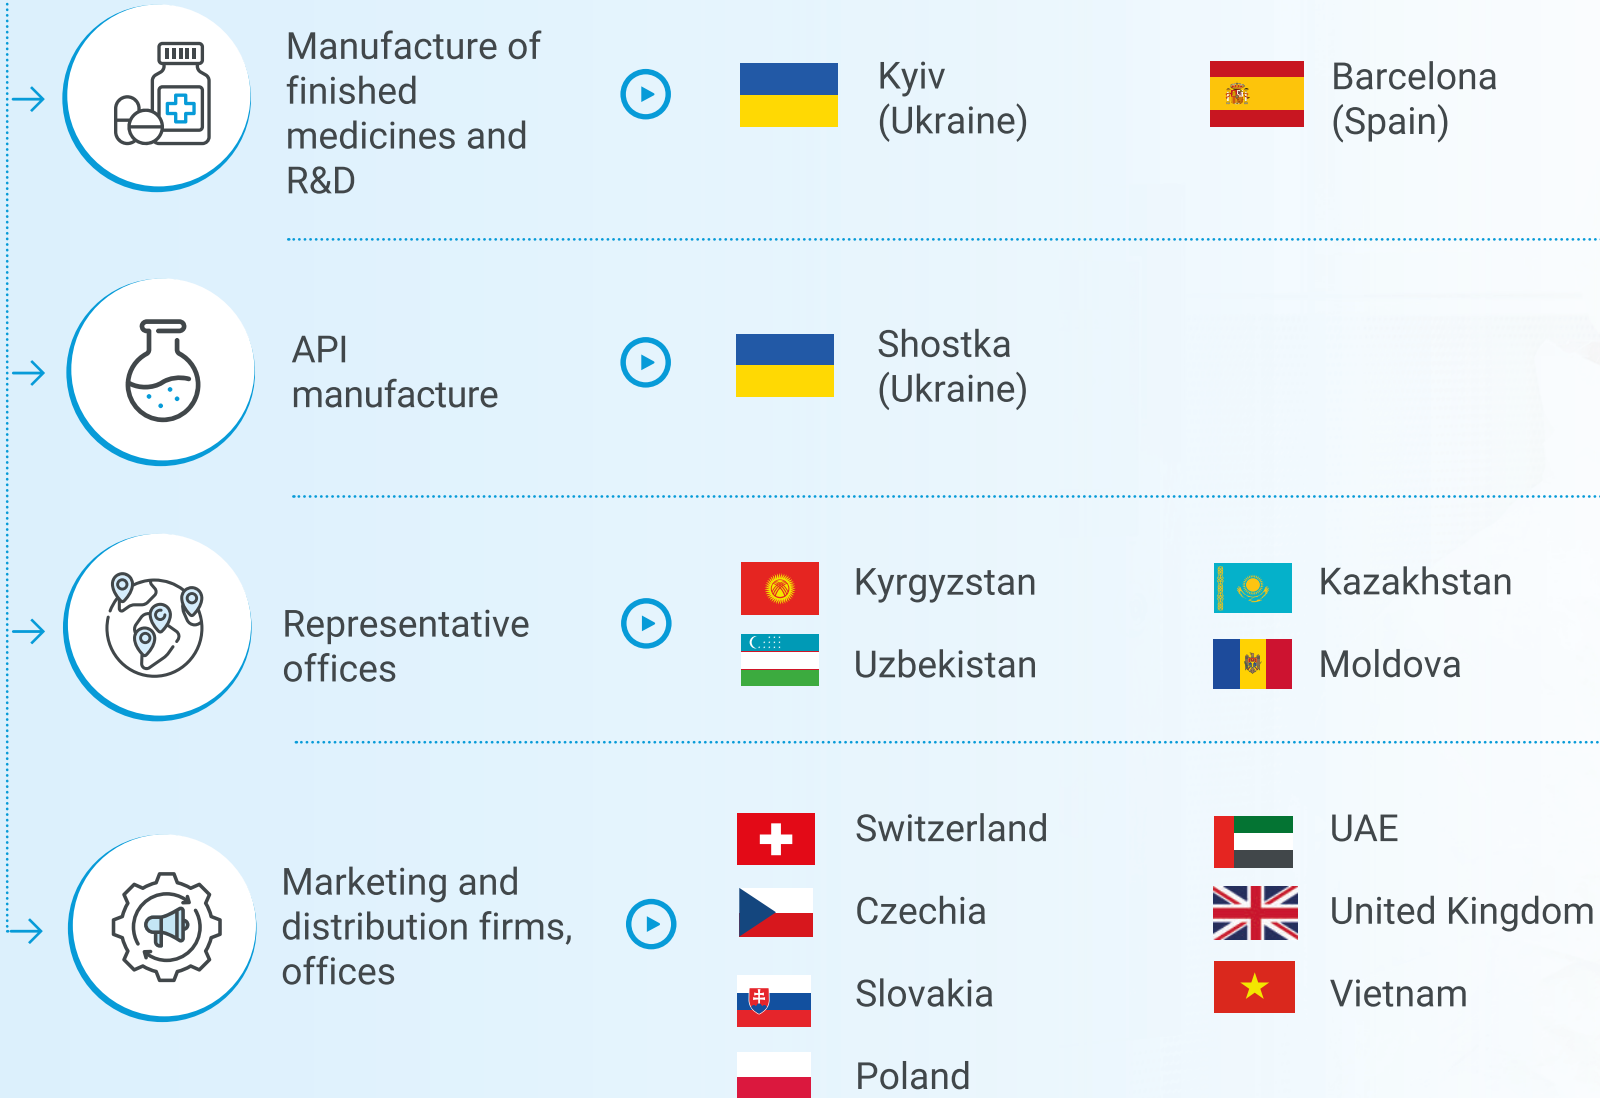 Manufacture of
finished
medicines and
R&D
Kyiv
(Ukraine)
Barcelona
(Spain)
API
manufacture
Shostka
(Ukraine)
Representative
offices
Kyrgyzstan
Kazakhstan
Uzbekistan
Moldova
Marketing and
distribution firms,
offices
Switzerland
UAE
Czechia
United Kingdom
Slovakia
Vietnam
Poland